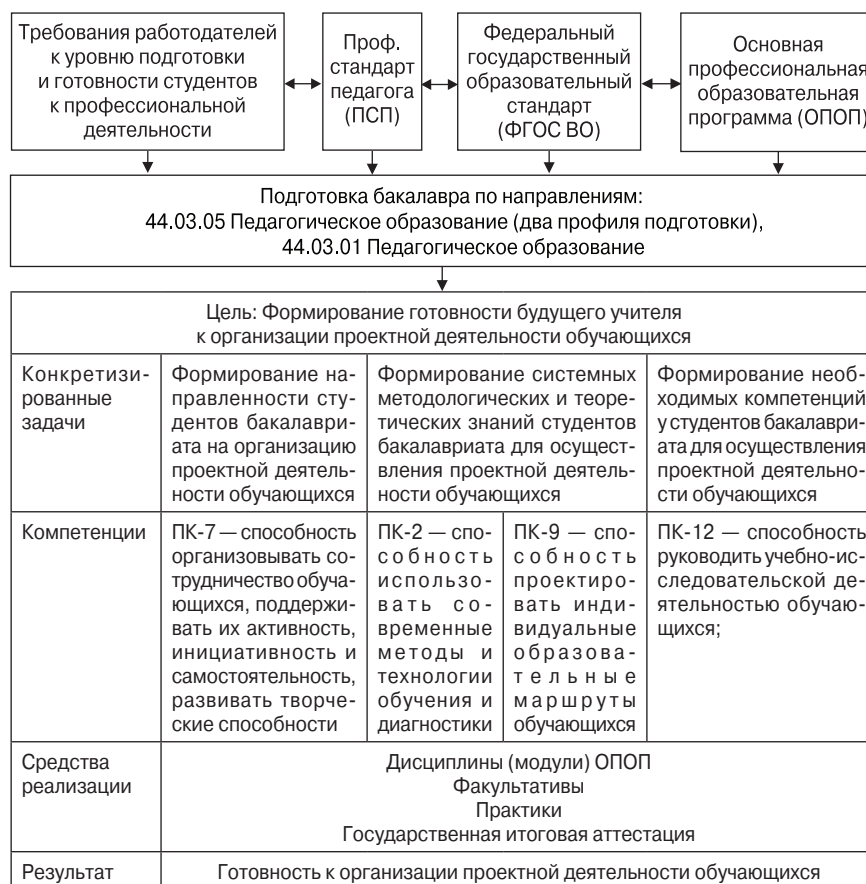 Требования работодателей
к уровню подготовки
и готовности студентов
к профессиональной
деятельности
Проф.
стандарт
педагога
(ПСП)
Федеральный
государственный
образовательный
стандарт
(ФГОС ВО)
Основная
профессиональная
образовательная
программа (ОПОП)
Подготовка бакалавра по направлениям:
44.03.05 Педагогическое образование (два профиля подготовки),
44.03.01 Педагогическое образование
Цель: Формирование готовности будущего учителя
к организации проектной деятельности обучающихся
Конкретизи-
рованные
задачи
Формирование на-
правленности сту-
дентов бакалаври-
ата на организацию
проектной деятель-
ности обучающихся
Формирование системных
методологических и теоре-
тических знаний студентов
бакалавриата для осущест-
вления проектной деятель-
ности обучающихся
Формирование необ-
ходимых компетенций
у студентов бакалаври-
ата для осуществления
проектной деятельно-
сти обучающихся
Компетенции
ПК-7 — способность
организовывать со-
трудничество обуча-
ющихся, поддержи-
вать их активность,
инициативность и
самостоятельность,
развивать творче-
ские способности
ПК-2 — спо-
собность
использо-
вать со-
временные
методы и
технологии
обучения и
диагностики
ПК-9 — спо-
собность
проектиро-
вать инди-
видуальные
образова-
тельные
маршруты
обучающихся
ПК-12 — способность
руководить учебно-ис-
следовательской де-
ятельностью обучаю-
щихся;
Средства
реализации
Дисциплины (модули) ОПОП
Факультативы
Практики
Государственная итоговая аттестация
Результат
Готовность к организации проектной деятельности обучающихся